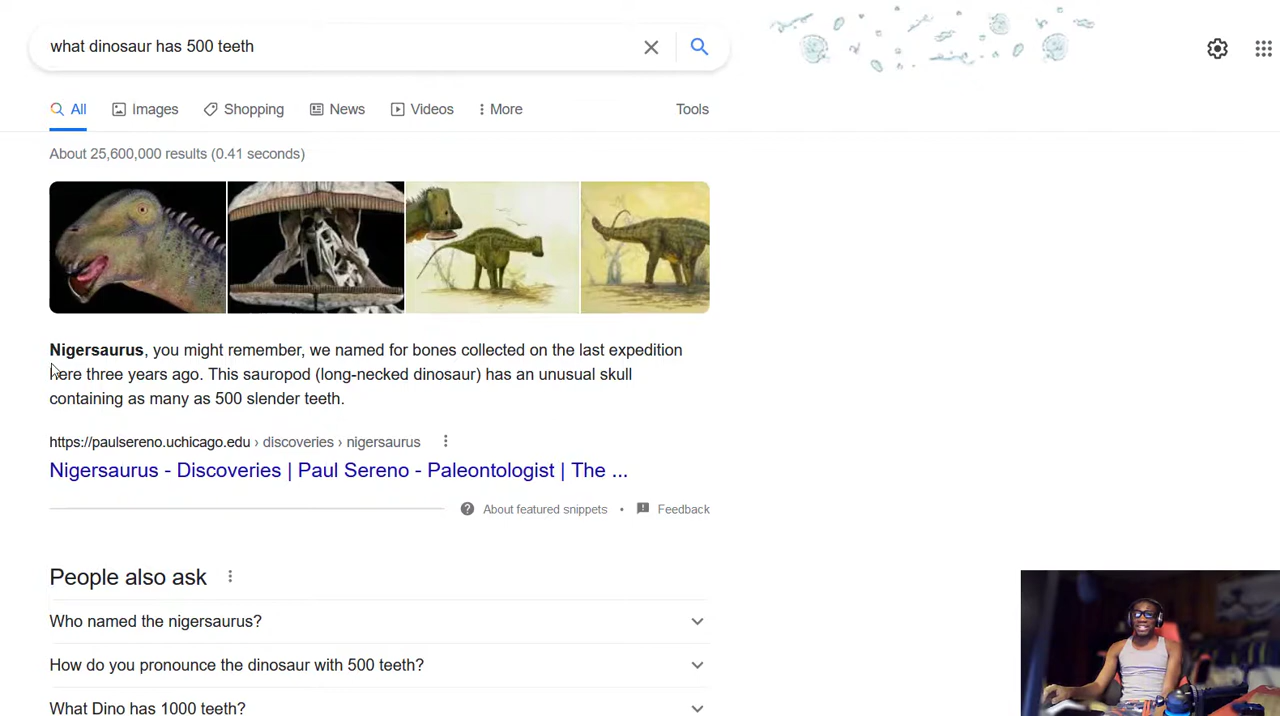 what dinosaur has 500 teeth
All Images Shopping News Videos More Tools
About 25,600,000 results (0.41 seconds)
Nigersaurus, you might remember, we named for bones collected on the last expedition
here three years ago. This sauropod (long-necked dinosaur) has an unusual skull
containing as many as 500 slender teeth.
https://paulsereno.uchicago.edu › discoveries › nigersaurus
Nigersaurus - Discoveries | Paul Sereno - Paleontologist | The ...
About featured snippets • Feedback
People also ask
Who named the nigersaurus?
How do you pronounce the dinosaur with 500 teeth?
What Dino has 1000 teeth?